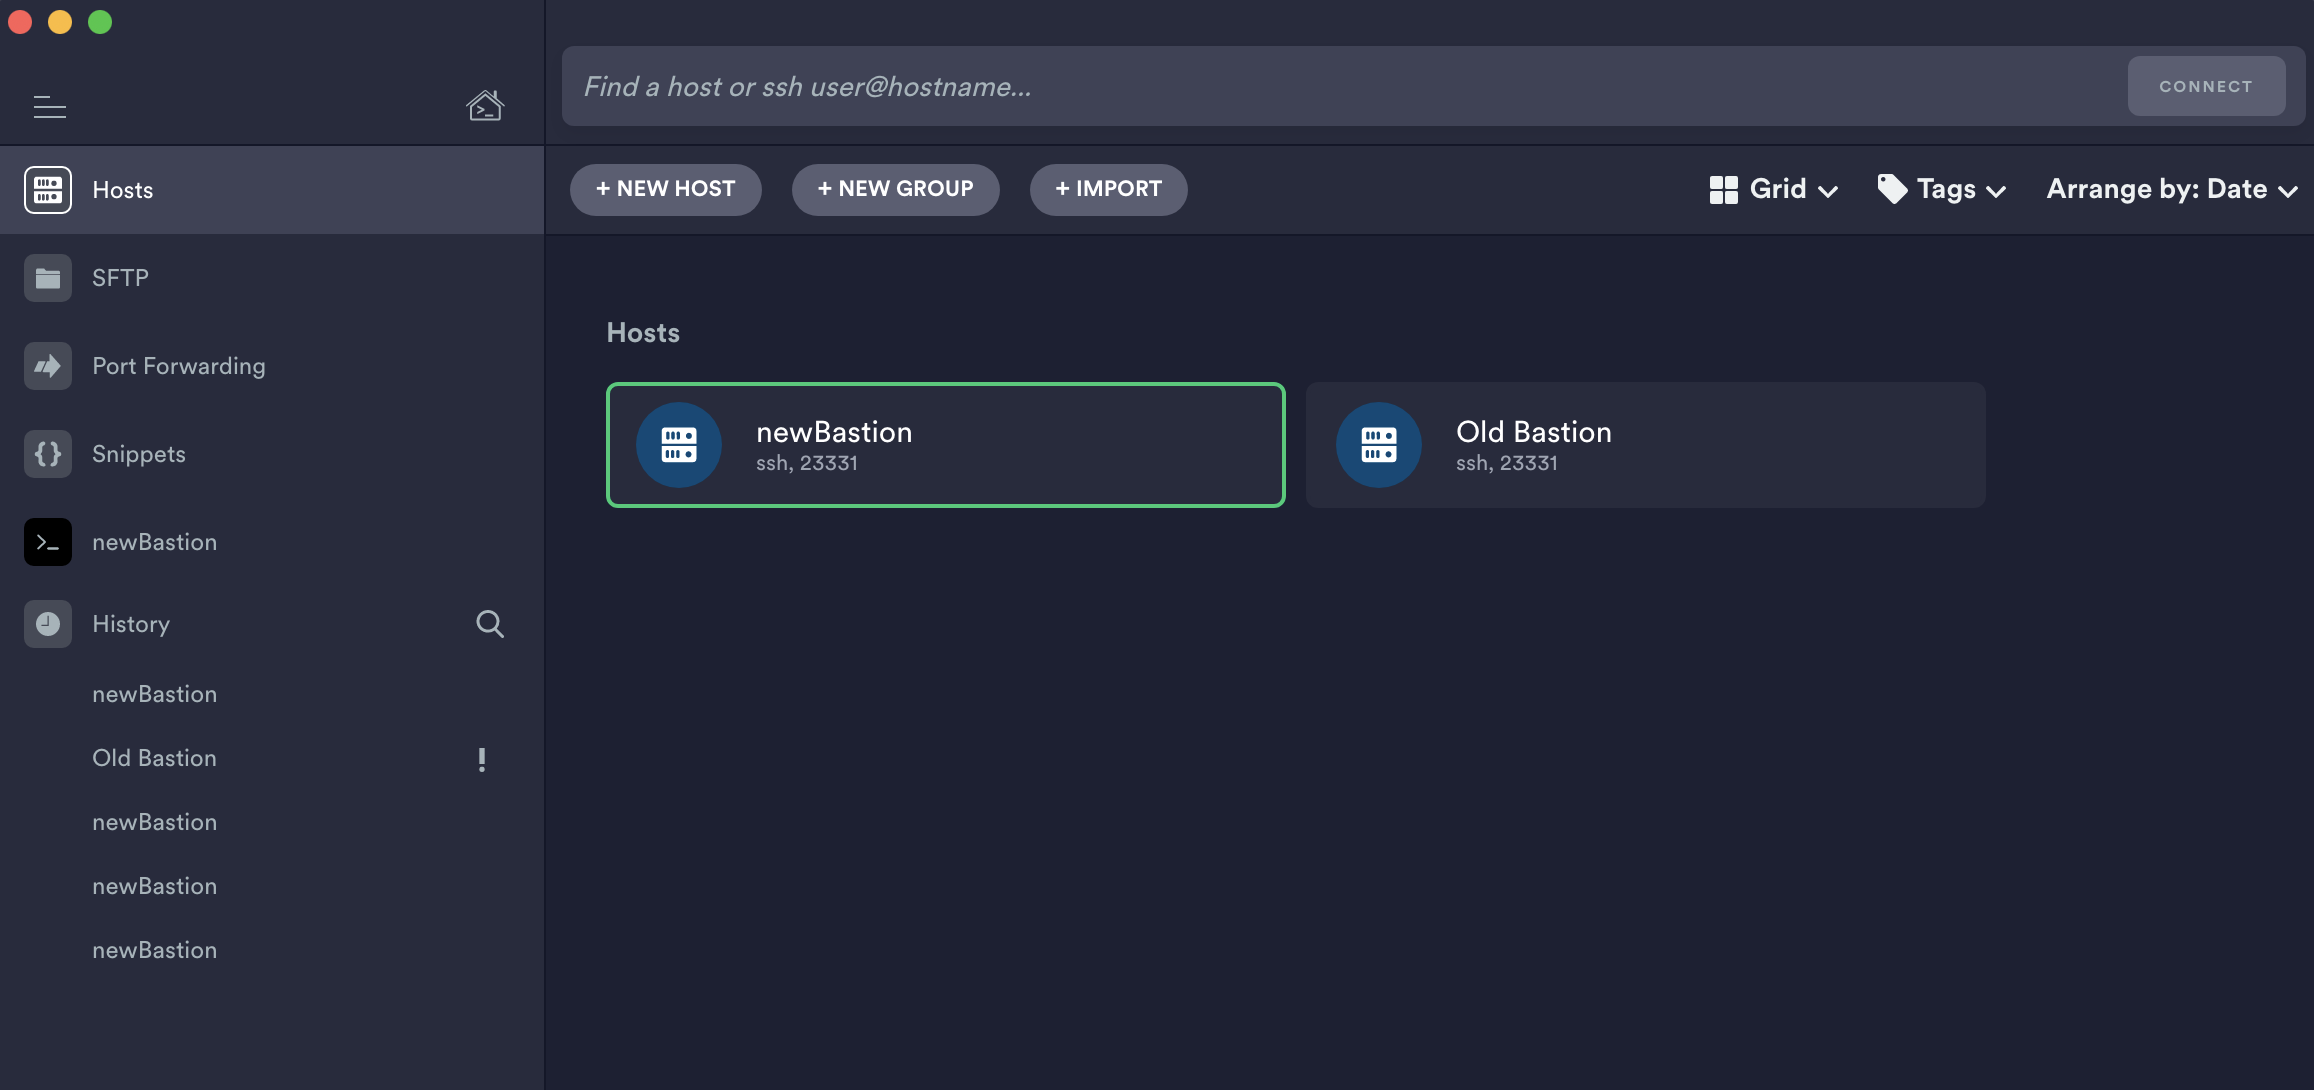 Find a host or ssh user@hostname...
CONNECT
Hosts
SFTP
Port Forwarding
Snippets
newBastion
History
newBastion
Old Bastion
newBastion
newBastion
newBastion
+ NEW HOST
+ NEW GROUP
+ IMPORT
Grid
Tags
Arrange by: Date
Hosts
newBastion
ssh, 23331
Old Bastion
ssh, 23331